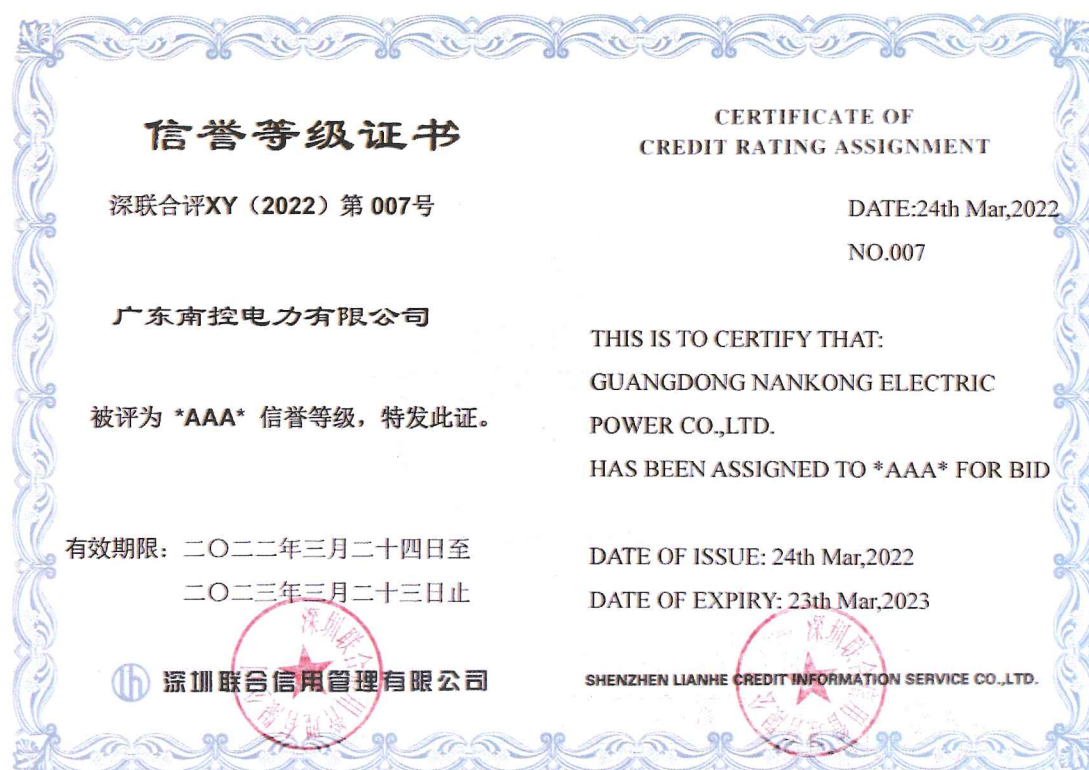 信誉等级证书
深联合评XY（2022）第 007号
广东南控电力有限公司
被评为 *AAA* 信誉等级，特发此证。
有效期限：二〇二二年三月二十四日至
二〇二三年三月二十三日止
深圳联合信用管理有限公司
CERTIFICATE OF
CREDIT RATING ASSIGNMENT
DATE:24th Mar,2022
NO.007
THIS IS TO CERTIFY THAT:
GUANGDONG NANKONG ELECTRIC
POWER CO.,LTD.
HAS BEEN ASSIGNED TO *AAA* FOR BID
DATE OF ISSUE: 24th Mar,2022
DATE OF EXPIRY: 23th Mar,2023
SHENZHEN LIANHE CREDIT INFORMATION SERVICE CO.,LTD.